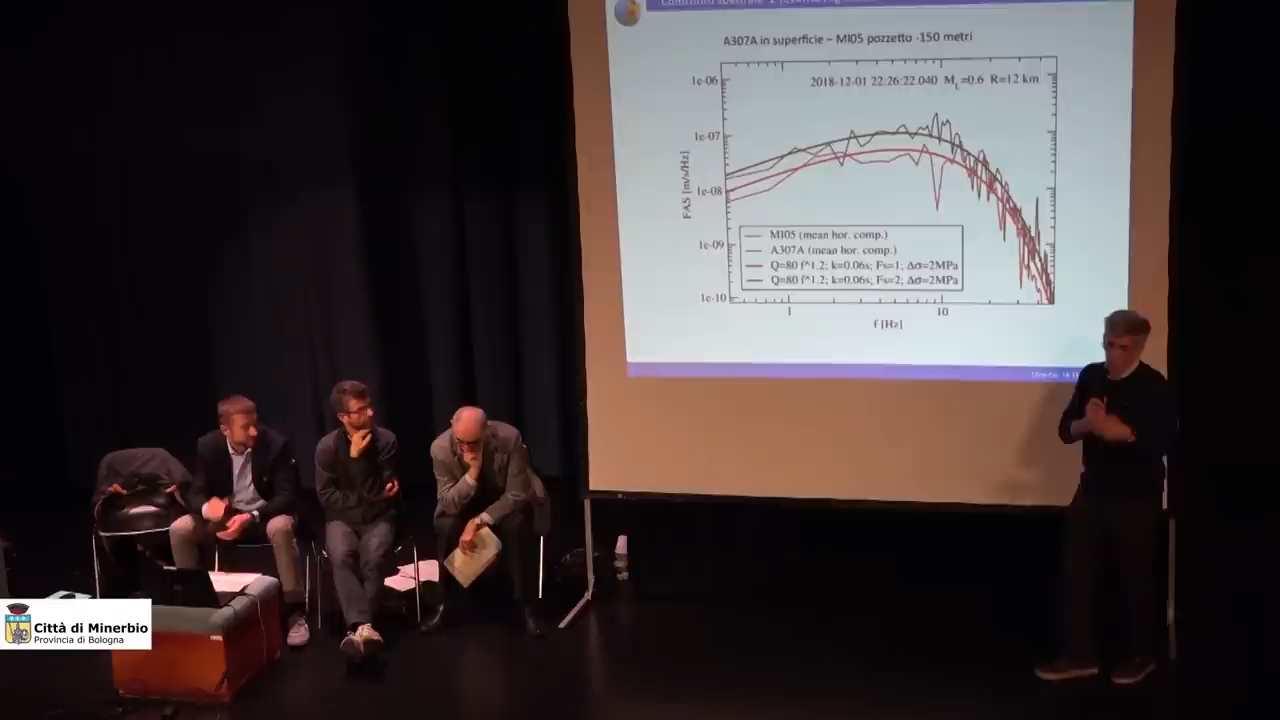 A307A in superficie – MI05 pozzetto -150 metri
2018-12-01 22:26:22.040 M_L=0.6 R=12 km
1e-06
1e-07
1e-08
1e-09
1e-10
FAS [m/s/Hz]
MI05 (mean hor. comp.)
A307A (mean hor. comp.)
Q=80 f^1.2; k=0.06s; Fs=1; Δσ=2MPa
Q=80 f^1.2; k=0.06s; Fs=2; Δσ=2MPa
1
10
f [Hz]
Città di Minerbio
Provincia di Bologna